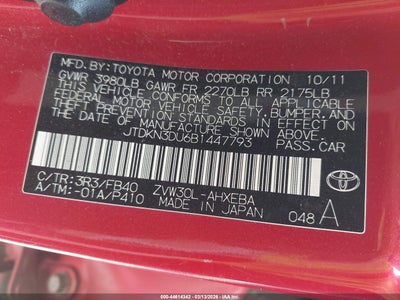 MFD. BY: TOYOTA MOTOR CORPORATION 10/11
GVWR 3980LB GAWR FR 2270LB RR 2175LB
THIS VEHICLE CONFORMS TO ALL APPLICABLE
FEDERAL MOTOR VEHICLE SAFETY, BUMPER, AND
THEFT PREVENTION STANDARDS IN EFFECT ON
THE DATE OF MANUFACTURE SHOWN ABOVE.
JTDKN3DU6B1447793 PASS. CAR
C/TR: 3R3/FB40 ZVW30L-AHXEBA
A/TM: -01A/P410 MADE IN JAPAN 048 A
TOYOTA
© 44614342 - 03/13/2026 - IAA, LLC